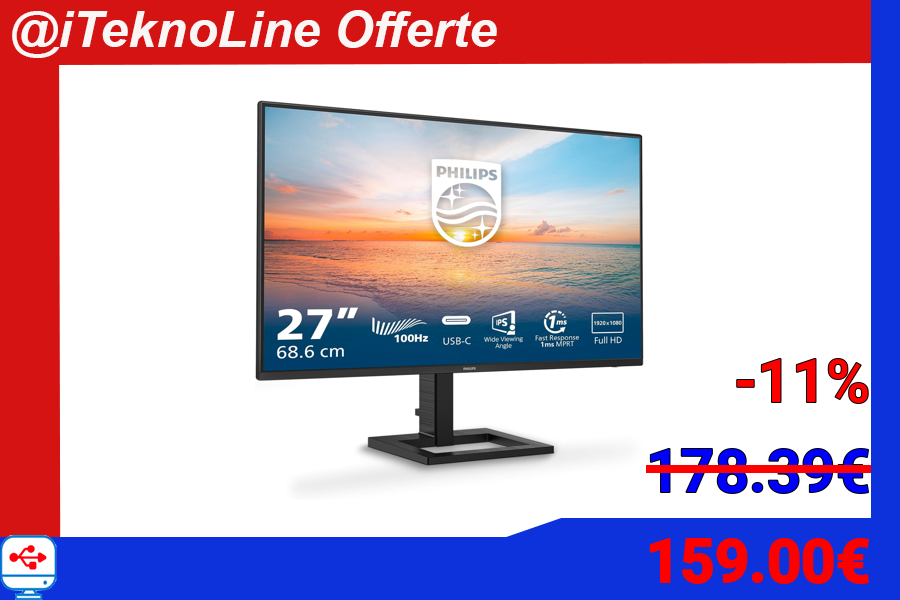 @iTeknoLine Offerte
PHILIPS
27”
68.6 cm
100Hz
USB-C
IPS
Wide Viewing
Angle
1ms
Fast Response
1ms MPRT
1920x1080
Full HD
PHILIPS
-11%
178.39€
159.00€